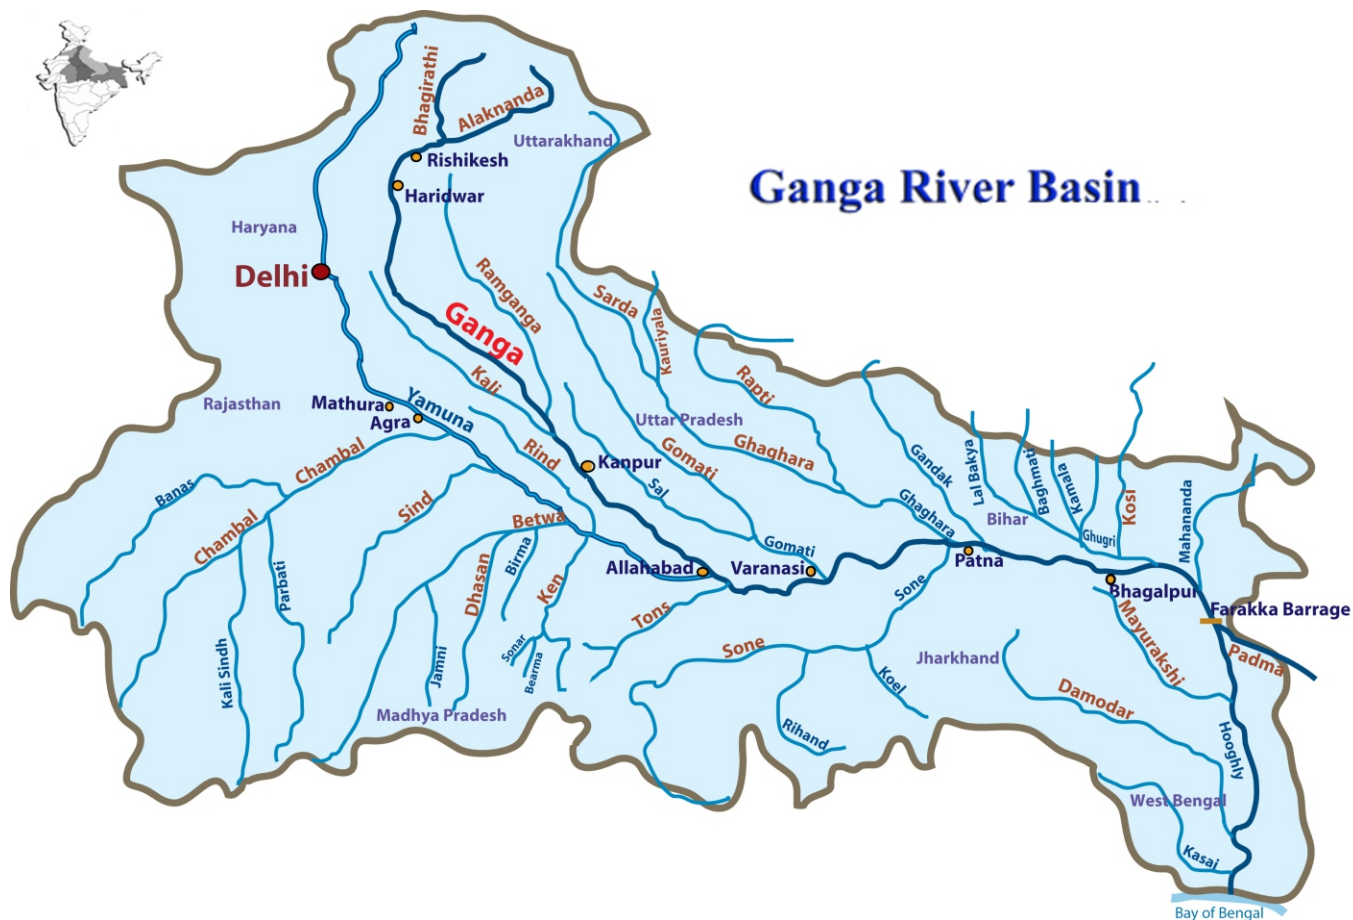 Ganga River Basin
Bhagirathi
Alaknanda
Uttarakhand
Rishikesh
Haridwar
Haryana
Delhi
Ramganga
Sarda
Kauriyala
Ganga
Kali
Rapti
Rajasthan
Mathura
Agra
Yamuna
Uttar Pradesh
Rind
Kanpur
Gomati
Ghaghara
Chambal
Sal
Gandak
Lal Bakya
Baghmati
Kamala
Kosi
Mahananda
Banas
Sind
Betwa
Chambal
Ghaghara
Bihar
Ghugri
Gomati
Parbati
Dhasan
Birma
Ken
Allahabad
Varanasi
Patna
Sone
Bhagalpur
Farakka Barrage
Tons
Mayurakshi
Padma
Kali Sindh
Jamni
Sonar
Bearma
Sone
Koel
Jharkhand
Damodar
Madhya Pradesh
Rihand
Hooghly
West Bengal
Kasai
Bay of Bengal